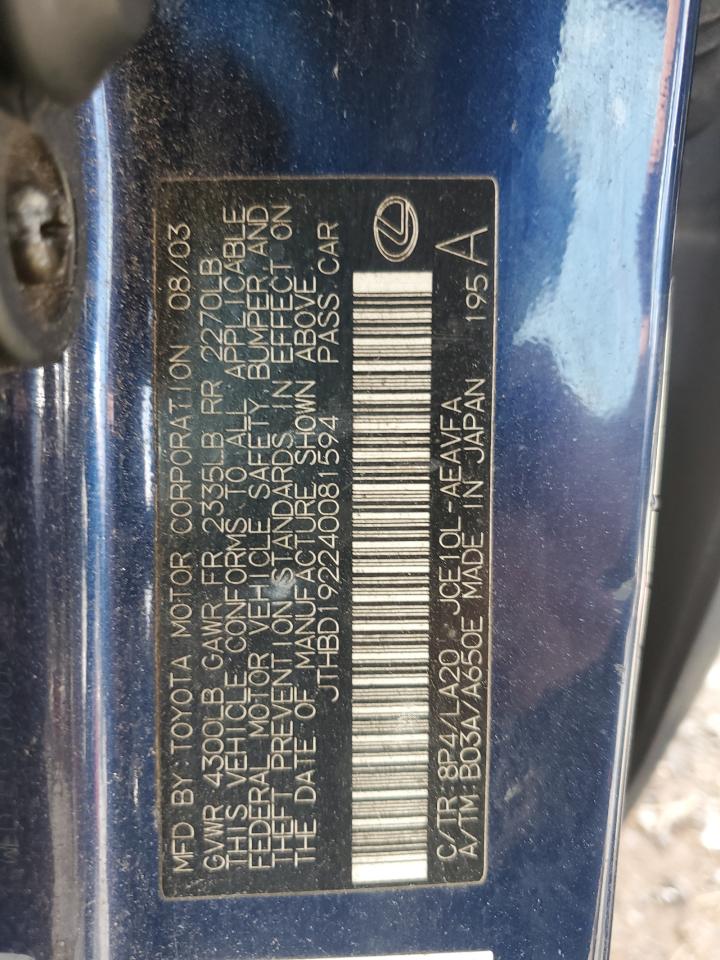 MFD BY: TOYOTA MOTOR CORPORATION 08/03
GVWR 4300LB GAWR FR 2335LB RR 2270LB
THIS VEHICLE CONFORMS TO ALL APPLICABLE
FEDERAL MOTOR VEHICLE SAFETY, BUMPER, AND
THEFT PREVENTION STANDARDS IN EFFECT ON
THE DATE OF MANUFACTURE SHOWN ABOVE.
JTHBD192240081594 PASS CAR
C/TR: 8P4/LA20 JCE10L-AEAVFA
A/TM: B03A/A650E MADE IN JAPAN 195 A